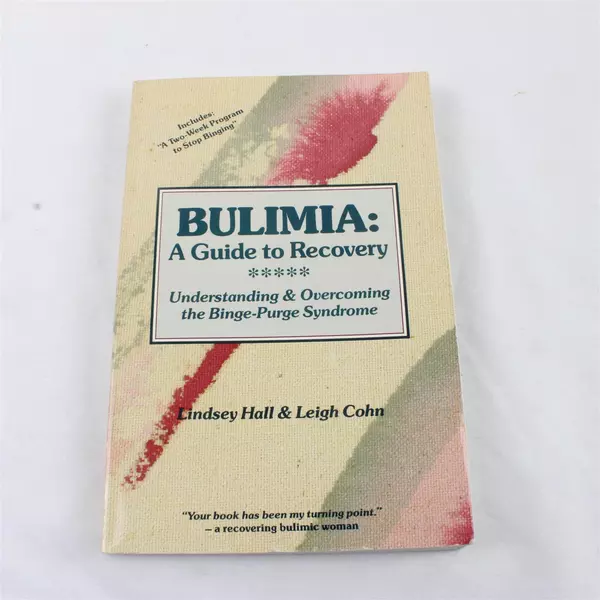 Includes:
"A Two-Week Program
to Stop Binging"
BULIMIA:
A Guide to Recovery
*****
Understanding & Overcoming
the Binge-Purge Syndrome
Lindsey Hall & Leigh Cohn
"Your book has been my turning point."
– a recovering bulimic woman